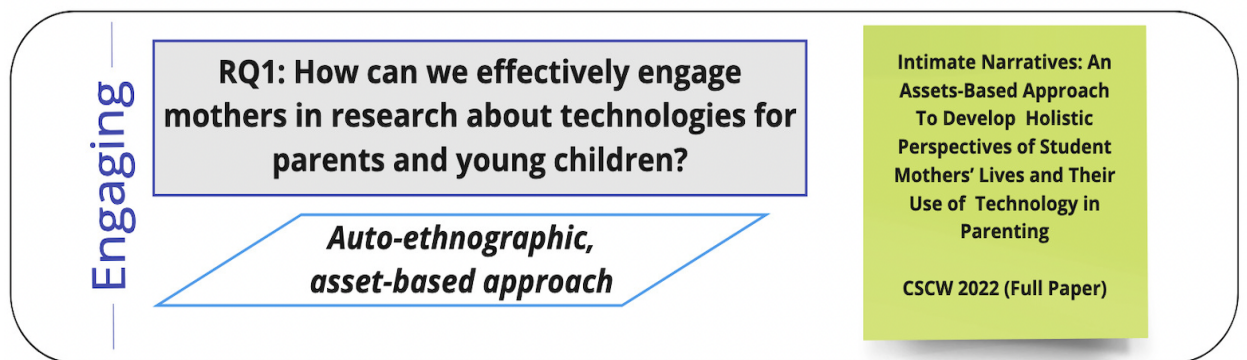 Engaging
RQ1: How can we effectively engage
mothers in research about technologies for
parents and young children?
Auto-ethnographic,
asset-based approach
Intimate Narratives: An
Assets-Based Approach
To Develop Holistic
Perspectives of Student
Mothers' Lives and Their
Use of Technology in
Parenting
CSCW 2022 (Full Paper)